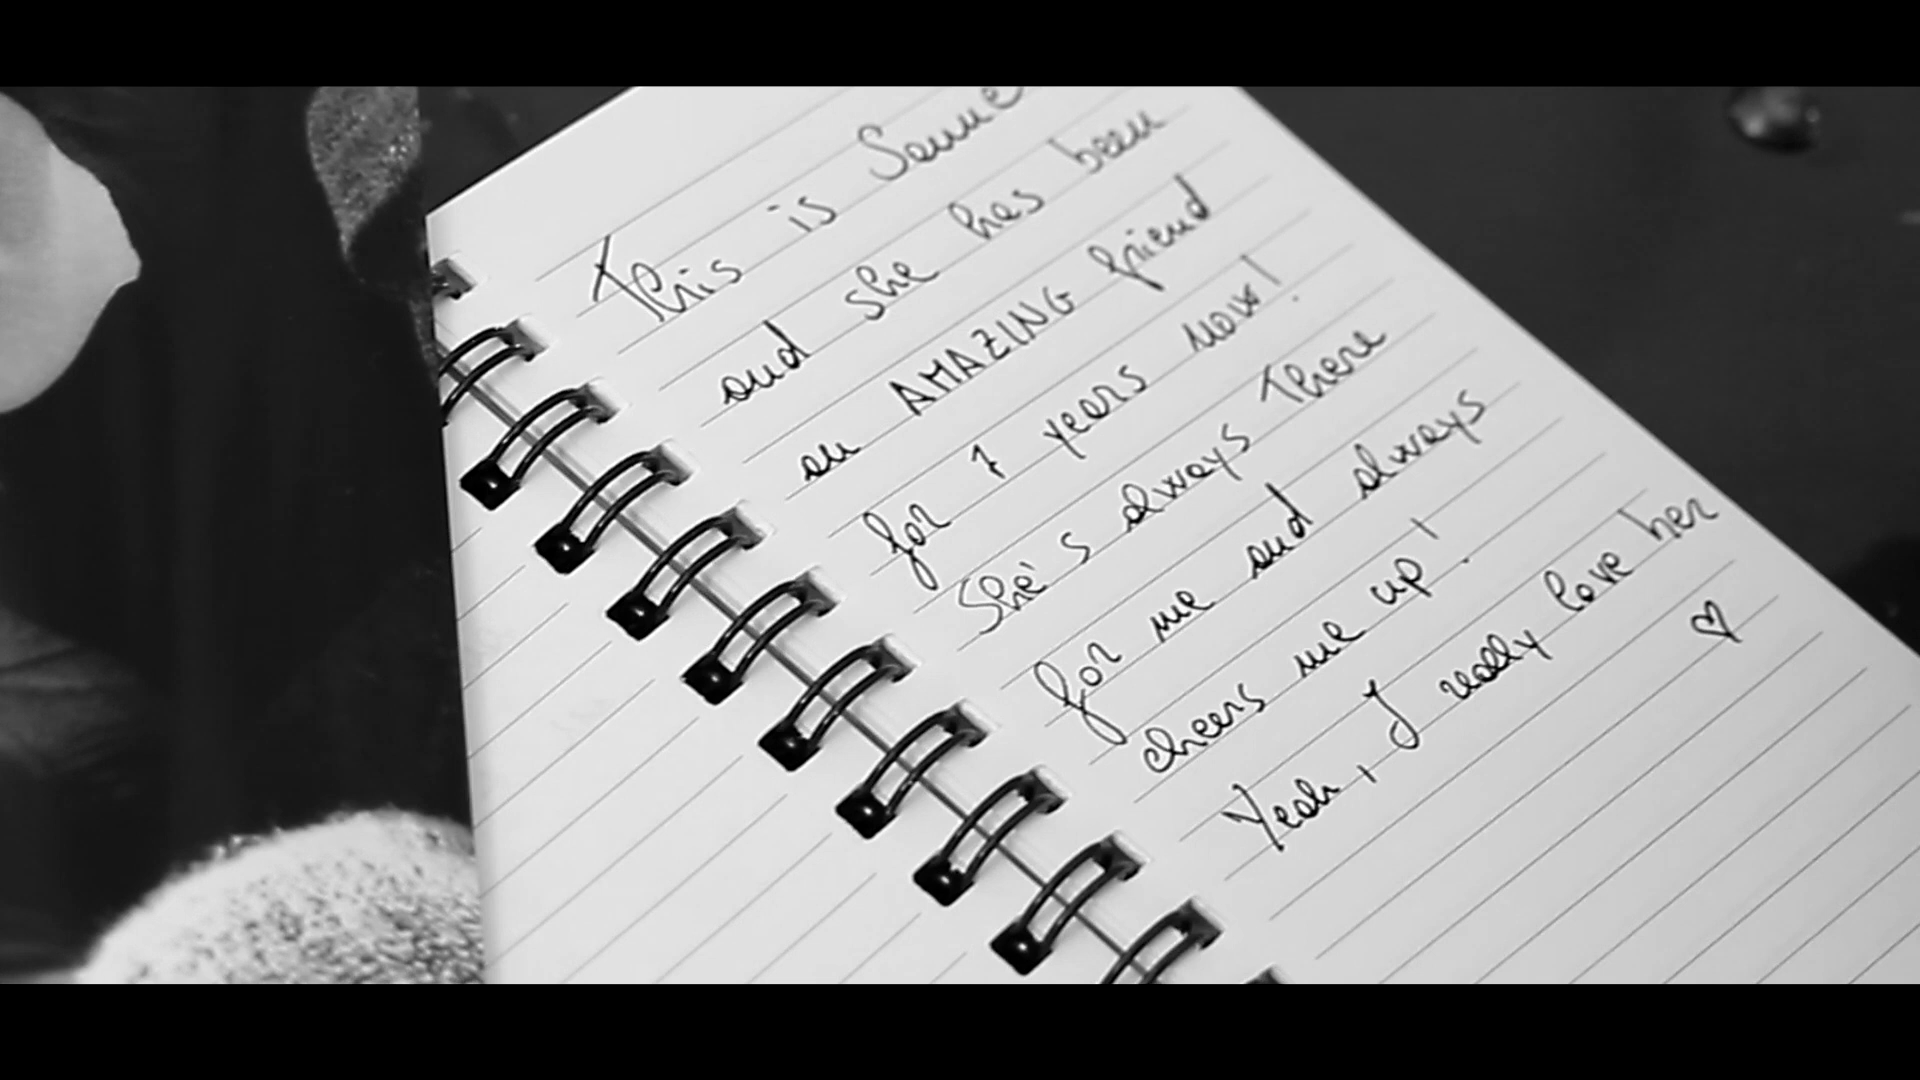 This is
and she has been
an AMAZING friend
for 7 years now!
She's always there
for me and always
cheers me up!
Yeah, I really love her
♡